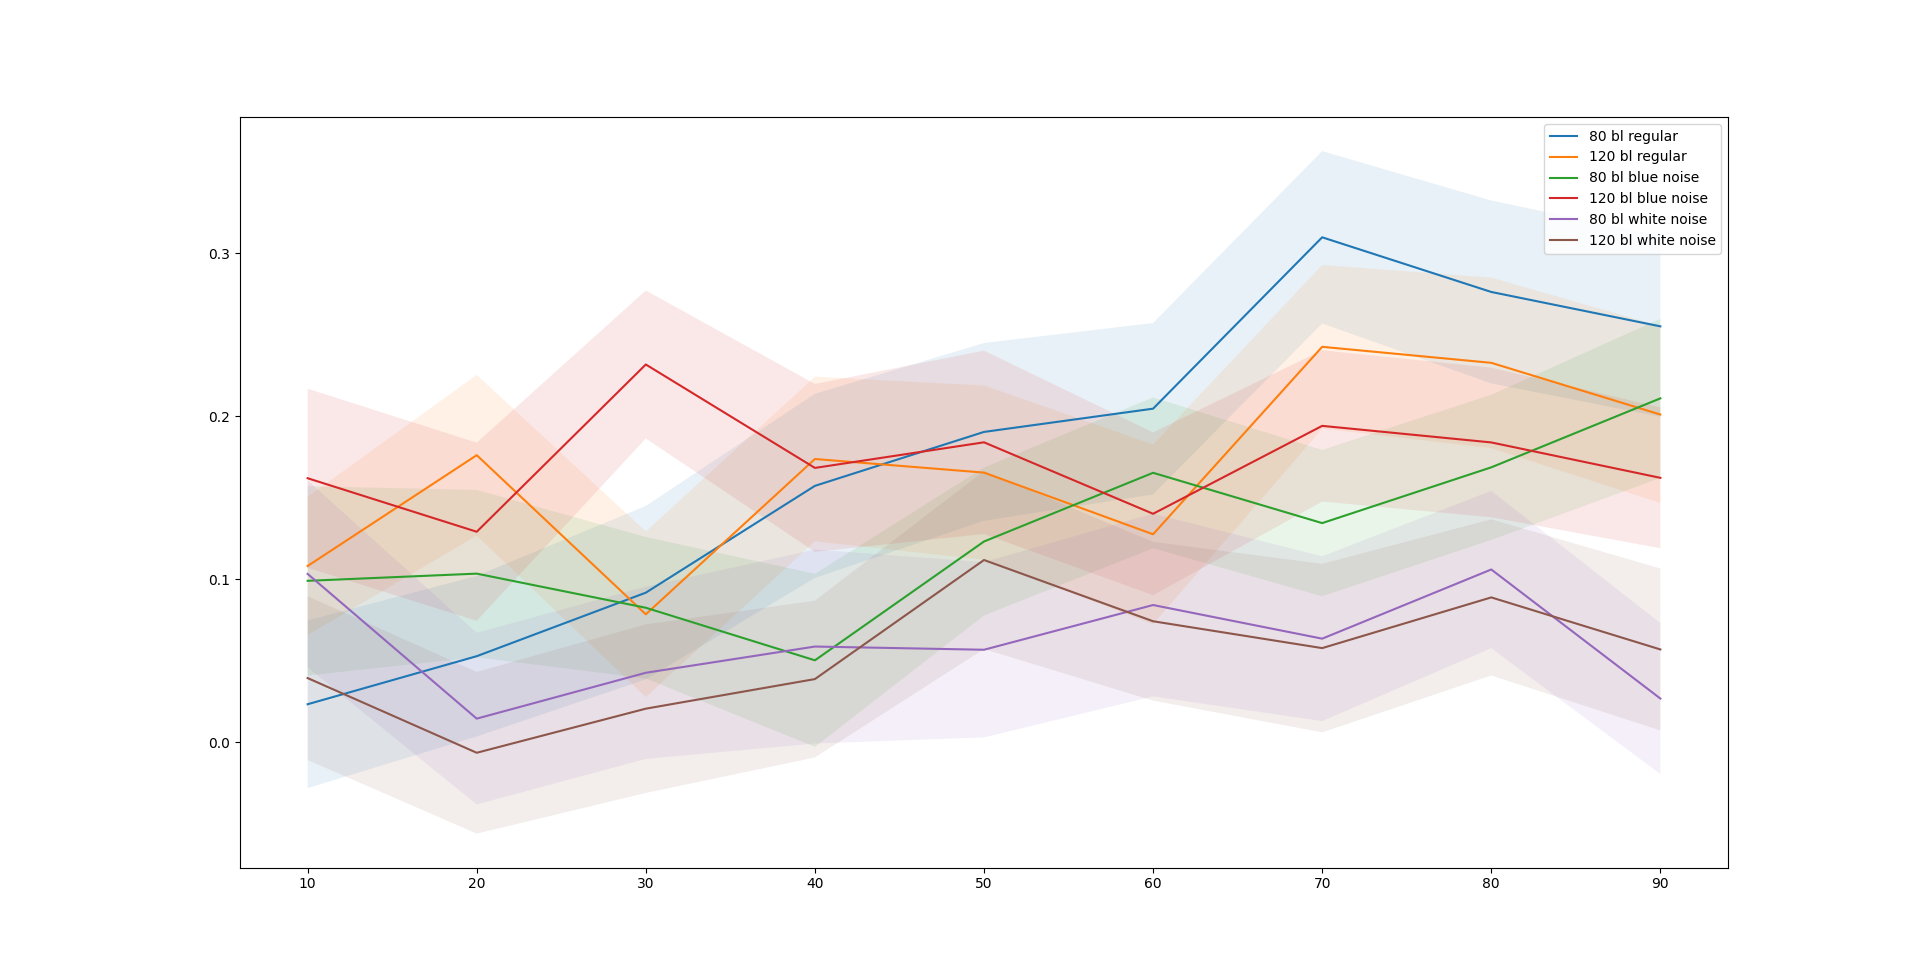 80 bl regular
120 bl regular
80 bl blue noise
120 bl blue noise
80 bl white noise
120 bl white noise
0.3
0.2
0.1
0.0
10 20 30 40 50 60 70 80 90